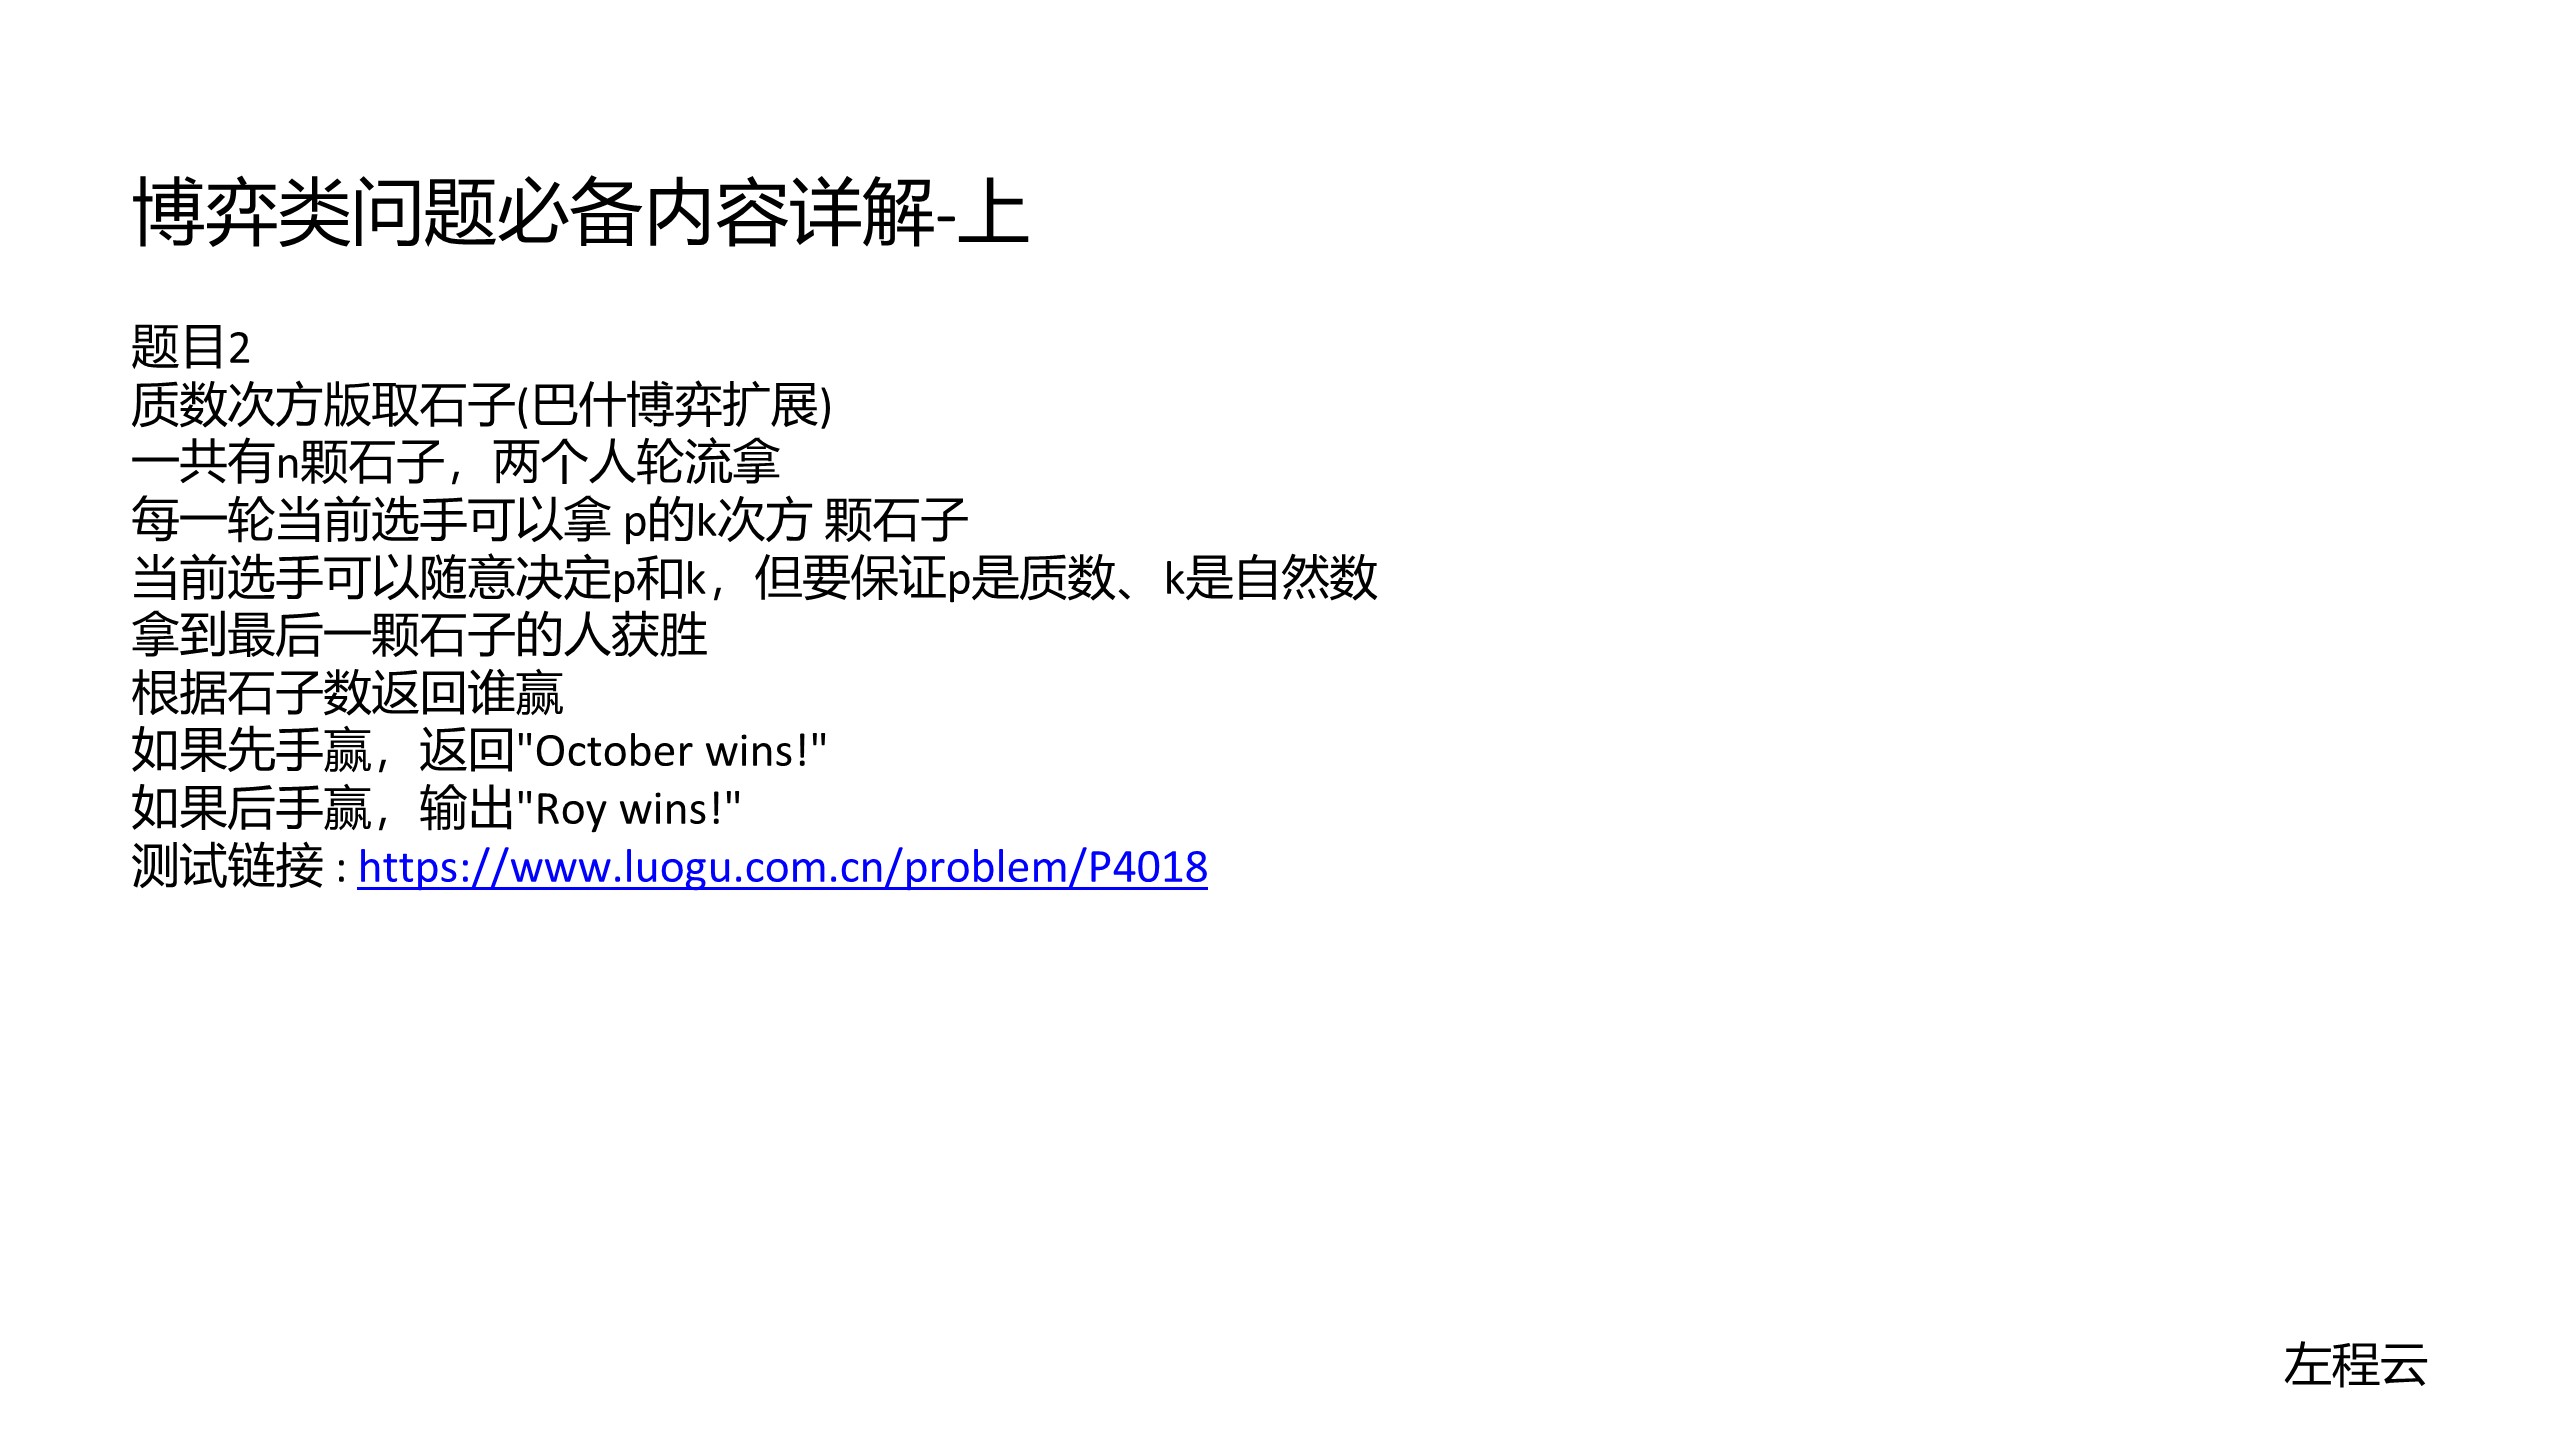 博弈类问题必备内容详解-上
题目2
质数次方版取石子(巴什博弈扩展)
一共有n颗石子，两个人轮流拿
每一轮当前选手可以拿 p的k次方 颗石子
当前选手可以随意决定p和k，但要保证p是质数、k是自然数
拿到最后一颗石子的人获胜
根据石子数返回谁赢
如果先手赢，返回"October wins!"
如果后手赢，输出"Roy wins!"
测试链接 : https://www.luogu.com.cn/problem/P4018
左程云